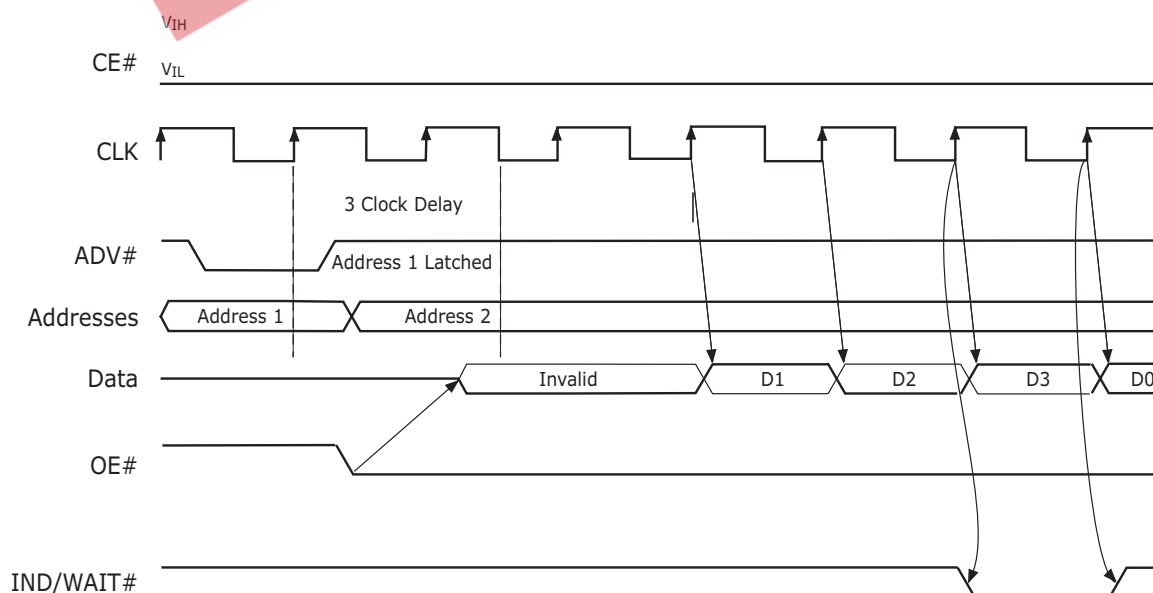 VIH
CE#
VIL
CLK
3 Clock Delay
ADV#
Address 1 Latched
Addresses
Address 1
Address 2
Data
Invalid
D1
D2
D3
D0
OE#
IND/WAIT#